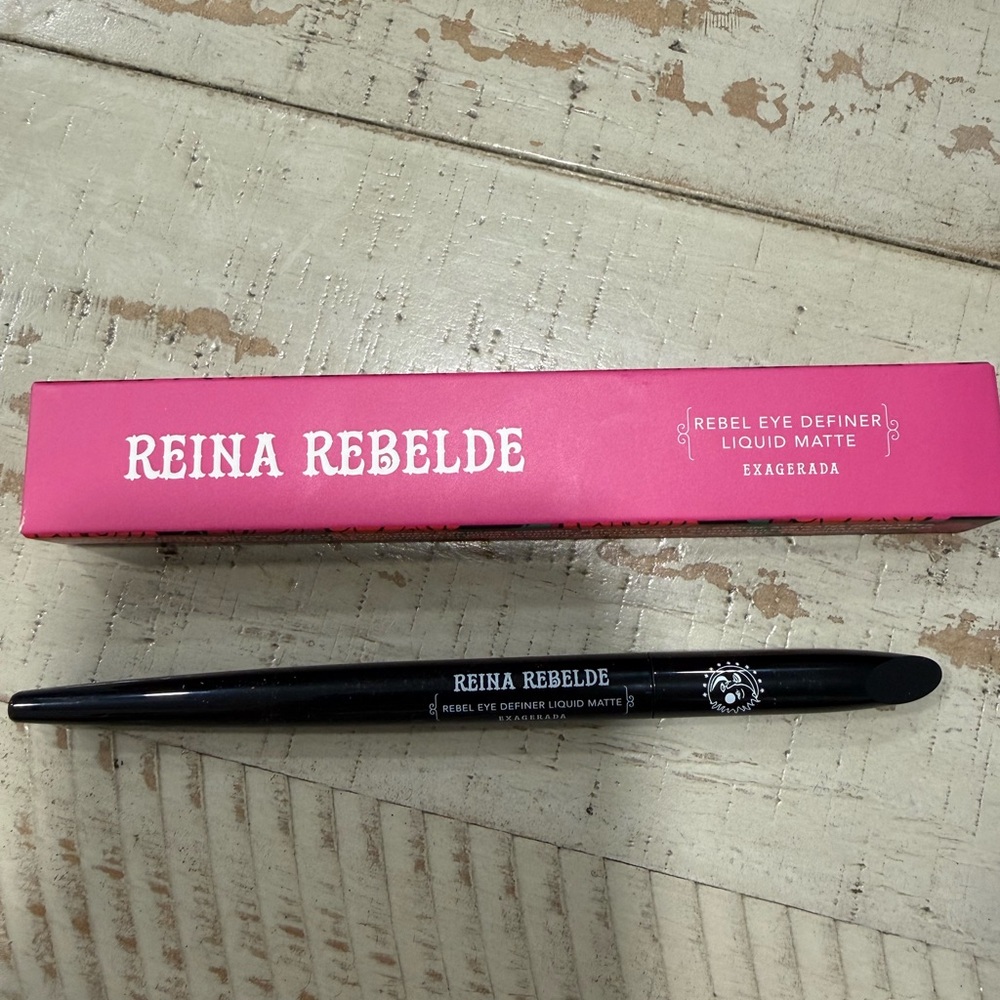 REINA REBELDE
REBEL EYE DEFINER
LIQUID MATTE
EXAGERADA
REINA REBELDE
REBEL EYE DEFINER LIQUID MATTE
EXAGERADA